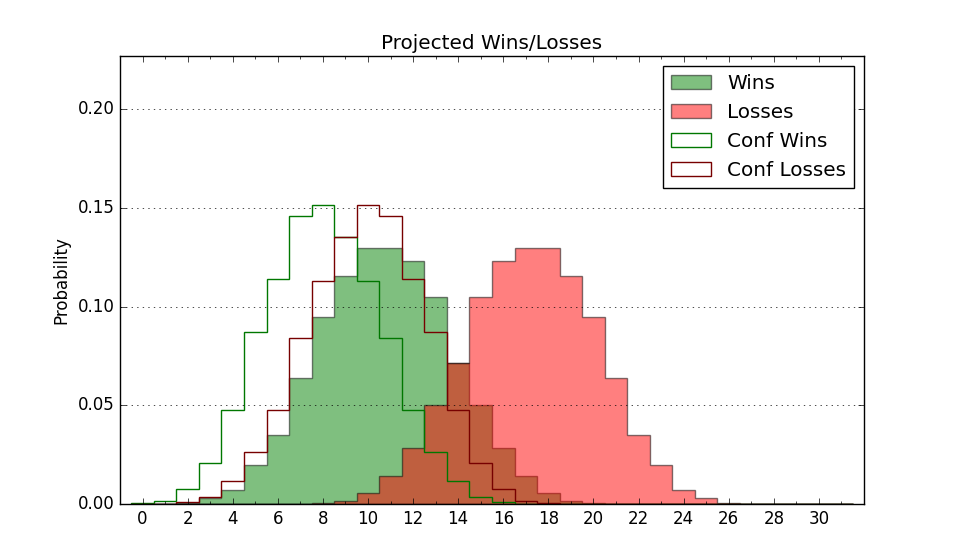 Projected Wins/Losses
Wins
Losses
Conf Wins
Conf Losses
Probability
0.20
0.15
0.10
0.05
0.00
0 2 4 6 8 10 12 14 16 18 20 22 24 26 28 30